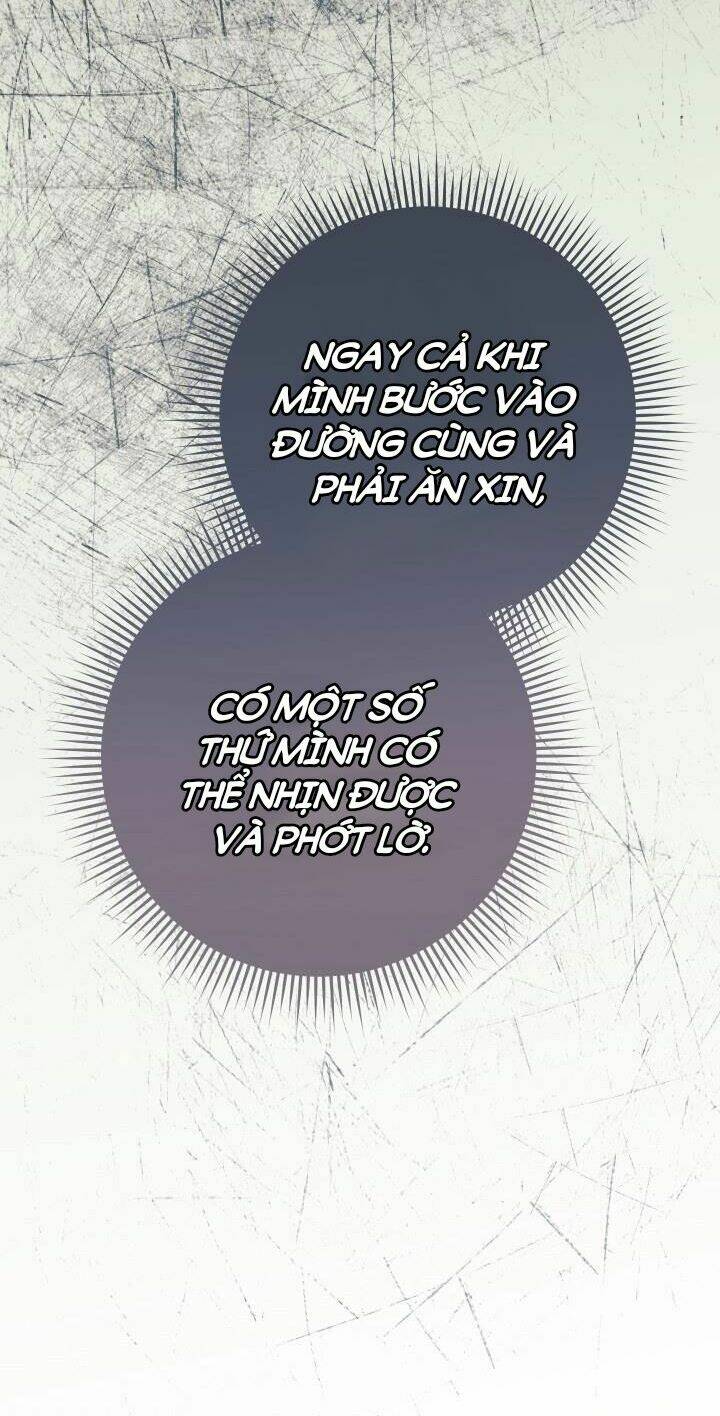 NGAY CẢ KHI
MÌNH BƯỚC VÀO
ĐƯỜNG CÙNG VÀ
PHẢI ĂN XIN,
CÓ MỘT SỐ
THỨ MÌNH CÓ
THỂ NHỊN ĐƯỢC
VÀ PHỚT LỜ.